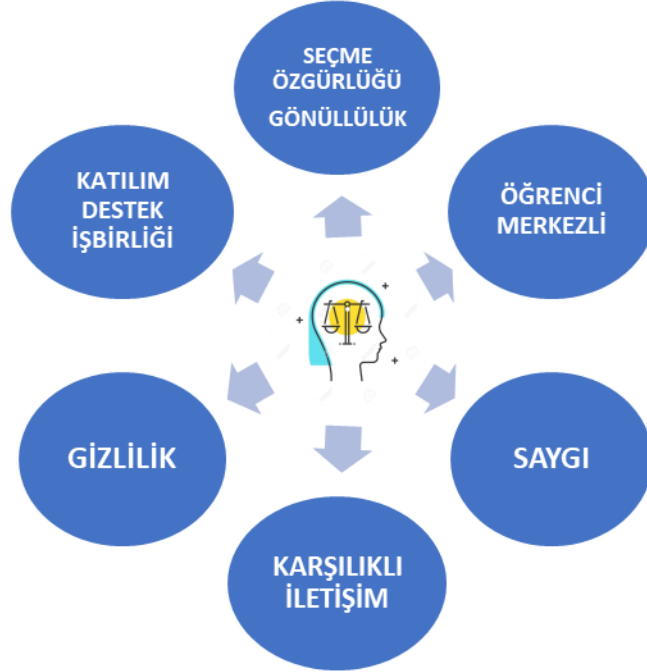 SEÇME
ÖZGÜRLÜĞÜ
GÖNÜLLÜLÜK
ÖĞRENCİ
MERKEZLİ
SAYGI
KARŞILIKLI
İLETİŞİM
GİZLİLİK
KATILIM
DESTEK
İŞBİRLİĞİ